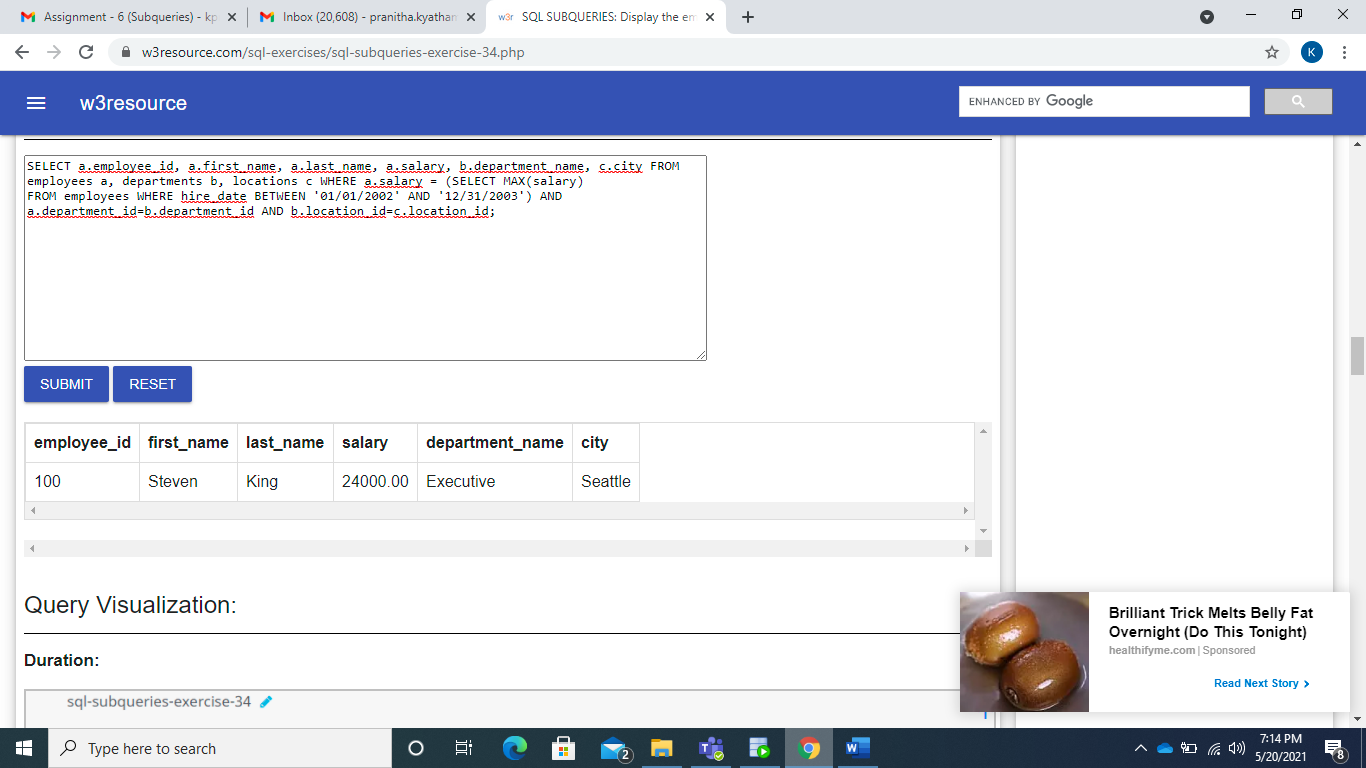 Assignment - 6 (Subqueries) - kp
Inbox (20,608) - pranitha.kyathan
w3r SQL SUBQUERIES: Display the em
w3resource.com/sql-exercises/sql-subqueries-exercise-34.php
K
w3resource
ENHANCED BY Google
SELECT a.employee_id, a.first_name, a.last_name, a.salary, b.department_name, c.city FROM
employees a, departments b, locations c WHERE a.salary = (SELECT MAX(salary)
FROM employees WHERE hire_date BETWEEN '01/01/2002' AND '12/31/2003') AND
a.department_id=b.department_id AND b.location_id=c.location_id;
SUBMIT RESET
employee_id first_name last_name salary department_name city
100 Steven King 24000.00 Executive Seattle
Query Visualization:
Duration:
sql-subqueries-exercise-34
Brilliant Trick Melts Belly Fat
Overnight (Do This Tonight)
healthifyme.com | Sponsored
Read Next Story
Type here to search
2
7:14 PM
5/20/2021
8